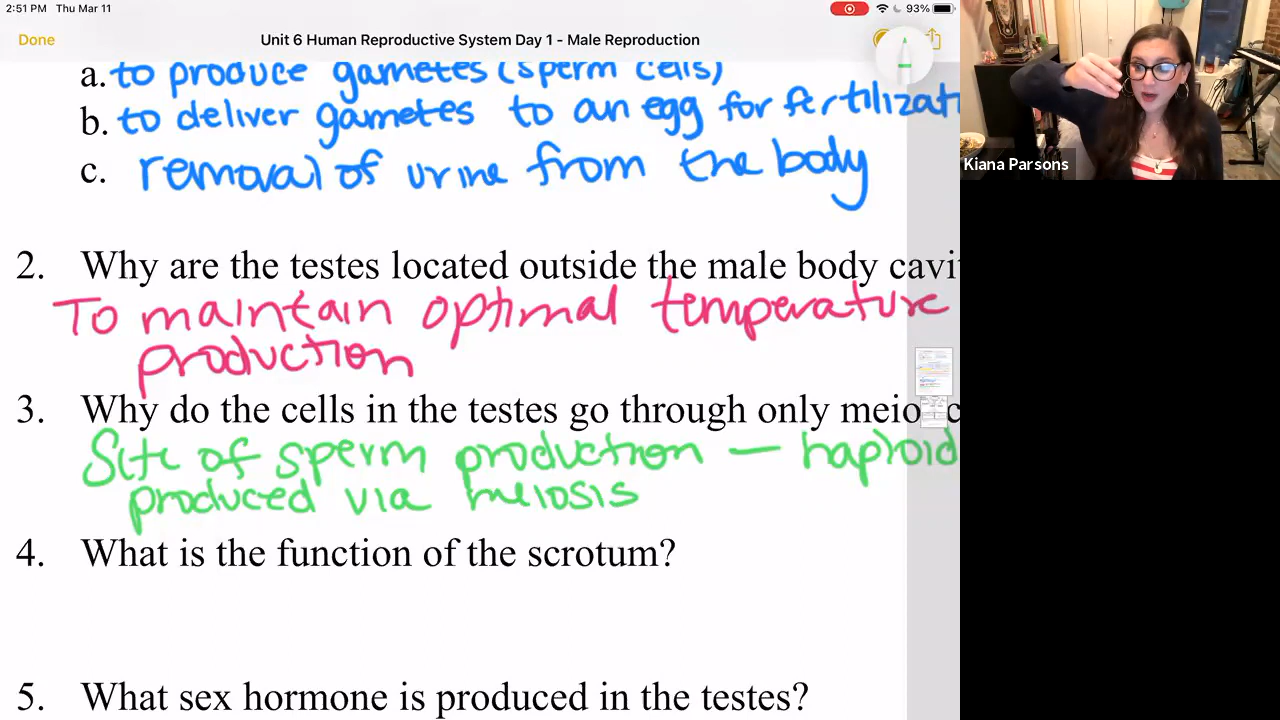 2:51 PM Thu Mar 11
93%
Done
Unit 6 Human Reproductive System Day 1 - Male Reproduction
a. to produce gametes (sperm cells)
b. to deliver gametes to an egg for fertilizati
c. removal of urine from the body
Kiana Parsons
2. Why are the testes located outside the male body cavi
To maintain optimal temperature
production
3. Why do the cells in the testes go through only meio
Site of sperm production — haploid
produced via meiosis
4. What is the function of the scrotum?
5. What sex hormone is produced in the testes?